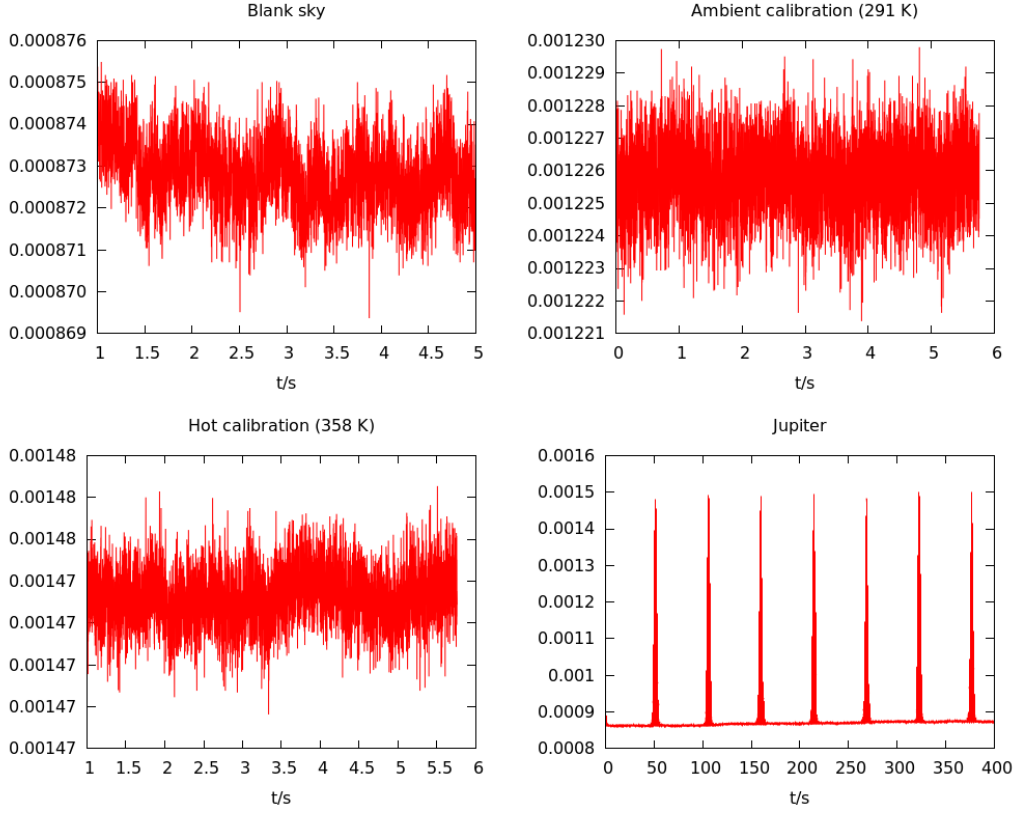 Blank sky
0.000876
0.000875
0.000874
0.000873
0.000872
0.000871
0.000870
0.000869
1 1.5 2 2.5 3 3.5 4 4.5 5
t/s
Ambient calibration (291 K)
0.001230
0.001229
0.001228
0.001227
0.001226
0.001225
0.001224
0.001223
0.001222
0.001221
0 1 2 3 4 5 6
t/s
Hot calibration (358 K)
0.00148
0.00148
0.00148
0.00147
0.00147
0.00147
0.00147
0.00147
1 1.5 2 2.5 3 3.5 4 4.5 5 5.5 6
t/s
Jupiter
0.0016
0.0015
0.0014
0.0013
0.0012
0.0011
0.001
0.0009
0.0008
0 50 100 150 200 250 300 350 400
t/s